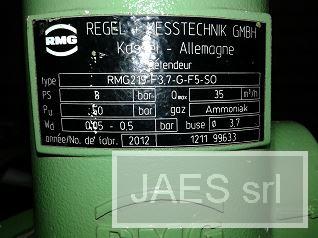 RMG
REGEL + MESSTECHNIK GMBH
Kassel - Allemagne
Détendeur
type RMG219-F3,7-G-F5-SO
PS 8 bar Qmax 35 m³/h
Pu 50 bar gaz Ammoniak
Wd 0,05 - 0,5 bar buse ø 3,7
année/No. de fabr. 2012 1211 99633
JAES srl
RMG